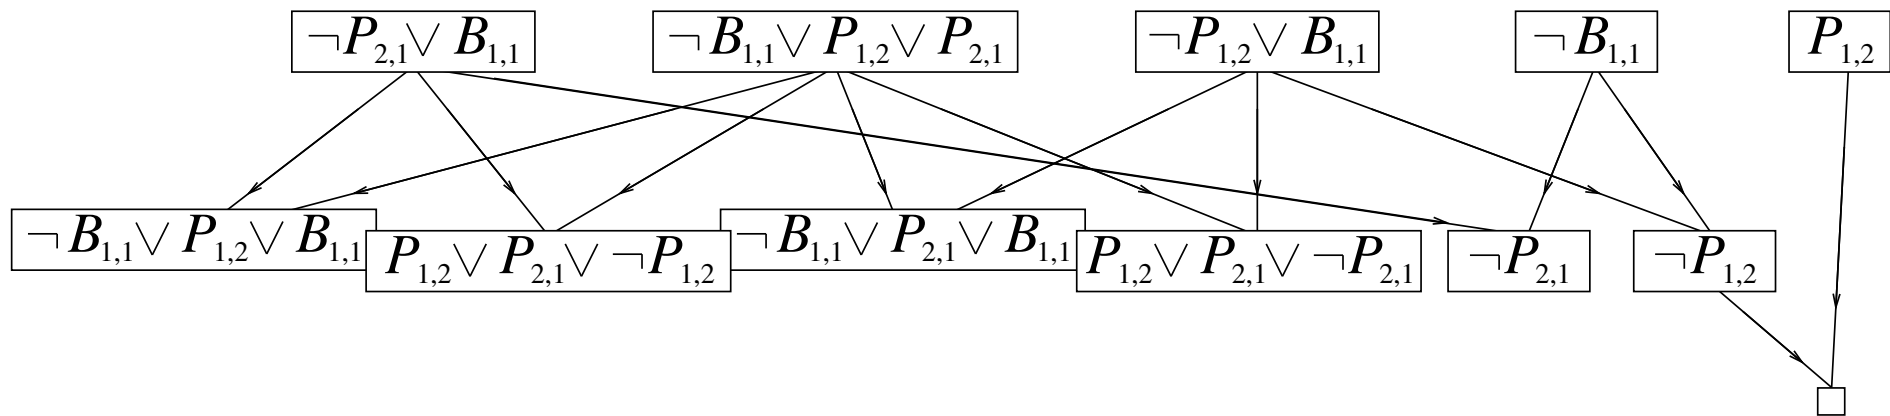 ¬P2,1 ∨ B1,1
¬B1,1 ∨ P1,2 ∨ P2,1
¬P1,2 ∨ B1,1
¬B1,1
P1,2
¬B1,1 ∨ P1,2 ∨ B1,1
P1,2 ∨ P2,1 ∨ ¬P1,2
¬B1,1 ∨ P2,1 ∨ B1,1
P1,2 ∨ P2,1 ∨ ¬P2,1
¬P2,1
¬P1,2